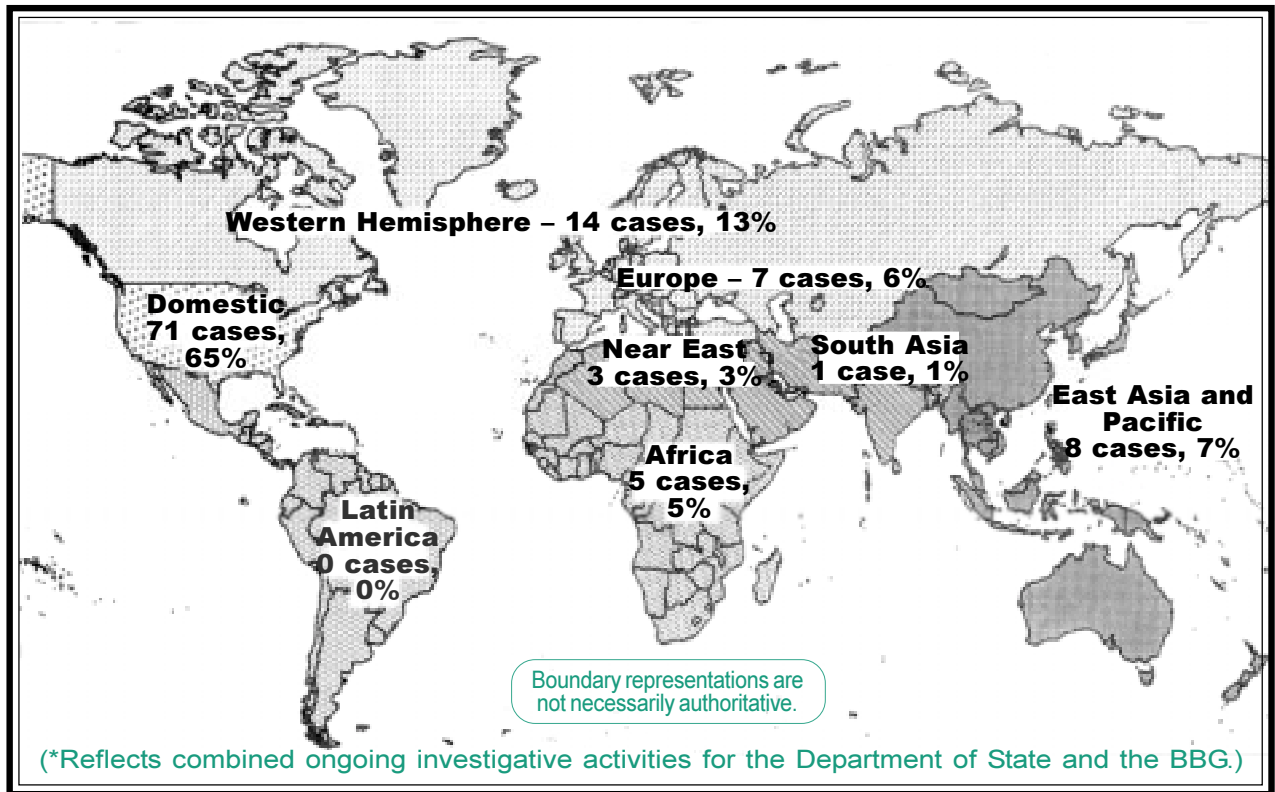 Western Hemisphere – 14 cases, 13%
Europe – 7 cases, 6%
Domestic
71 cases,
65%
Near East
3 cases, 3%
South Asia
1 case, 1%
East Asia and
Pacific
8 cases, 7%
Africa
5 cases,
5%
Latin
America
0 cases,
0%
Boundary representations are
not necessarily authoritative.
(*Reflects combined ongoing investigative activities for the Department of State and the BBG.)